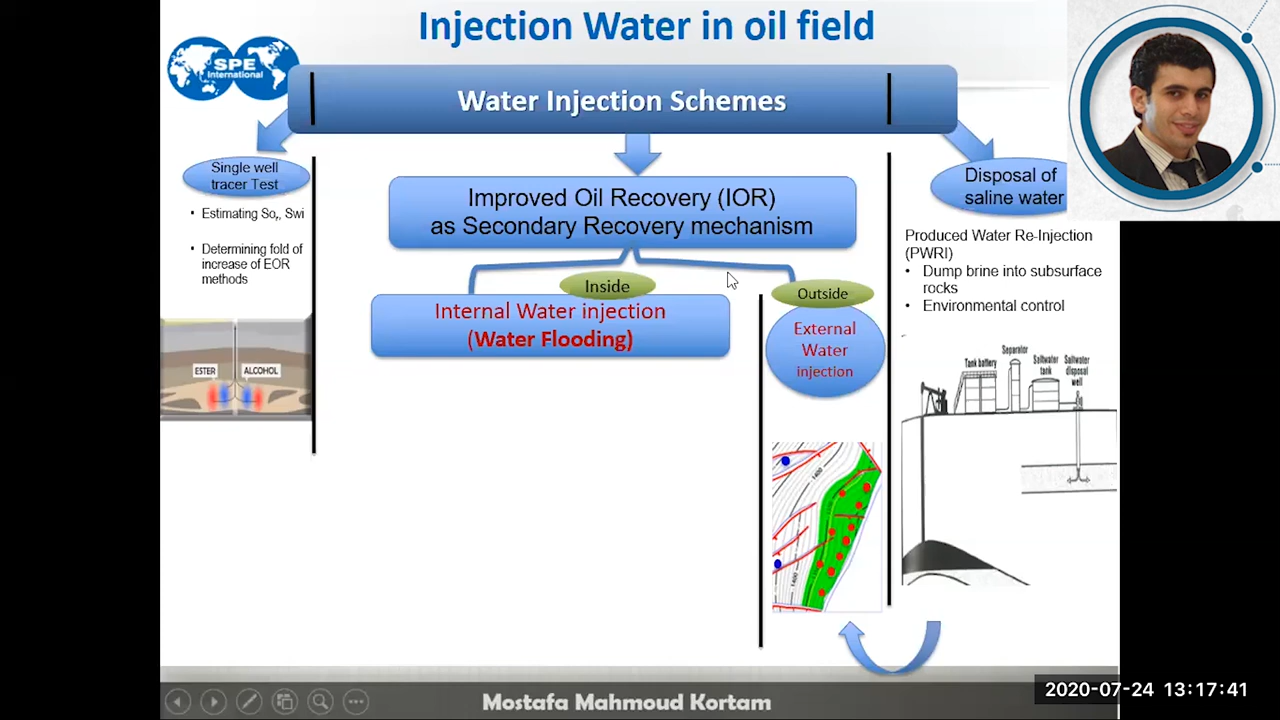 Injection Water in oil field
SPE
International
Water Injection Schemes
Single well
tracer Test
• Estimating Sor, Swi
• Determining fold of
increase of EOR
methods
ESTER
ALCOHOL
Improved Oil Recovery (IOR)
as Secondary Recovery mechanism
Inside
Internal Water injection
(Water Flooding)
Outside
External
Water
injection
1400
1400
Disposal of
saline water
Produced Water Re-Injection
(PWRI)
• Dump brine into subsurface
rocks
• Environmental control
Tank battery
Separator
Saltwater
tank
Saltwater
disposal
well
Mostafa Mahmoud Kortam
2020-07-24 13:17:41